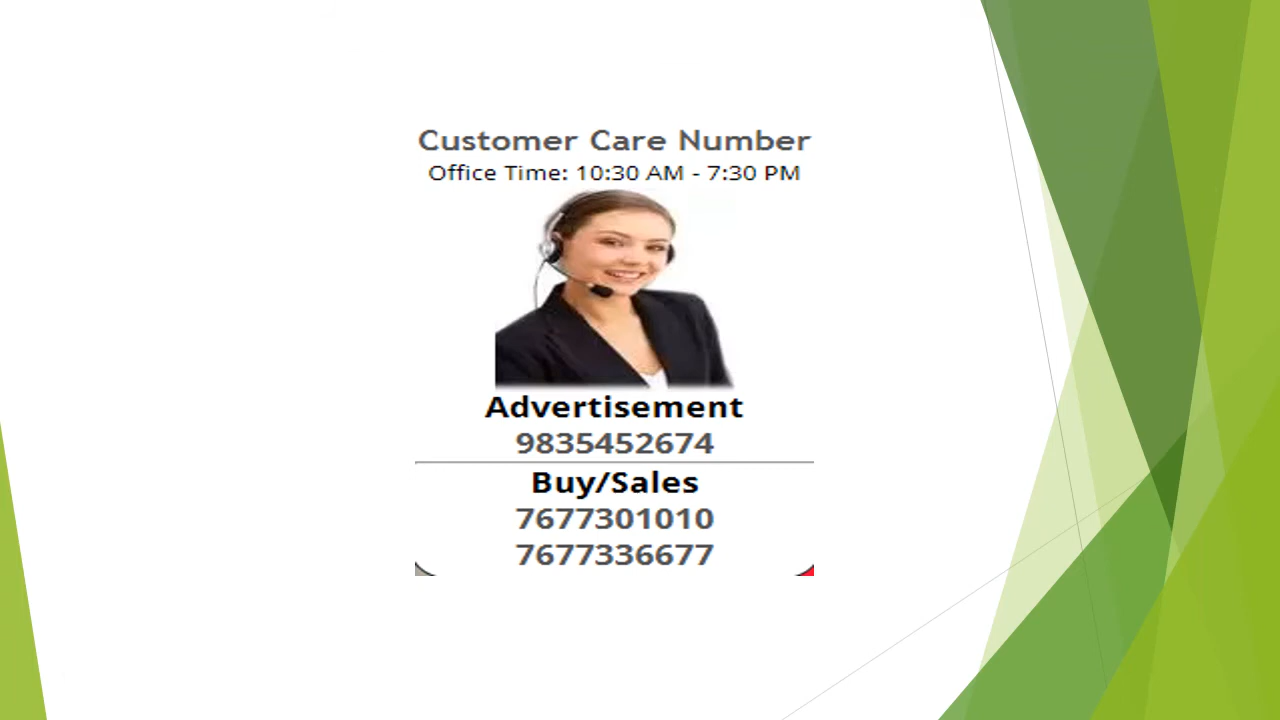 Customer Care Number
Office Time: 10:30 AM - 7:30 PM
Advertisement
9835452674
Buy/Sales
7677301010
7677336677